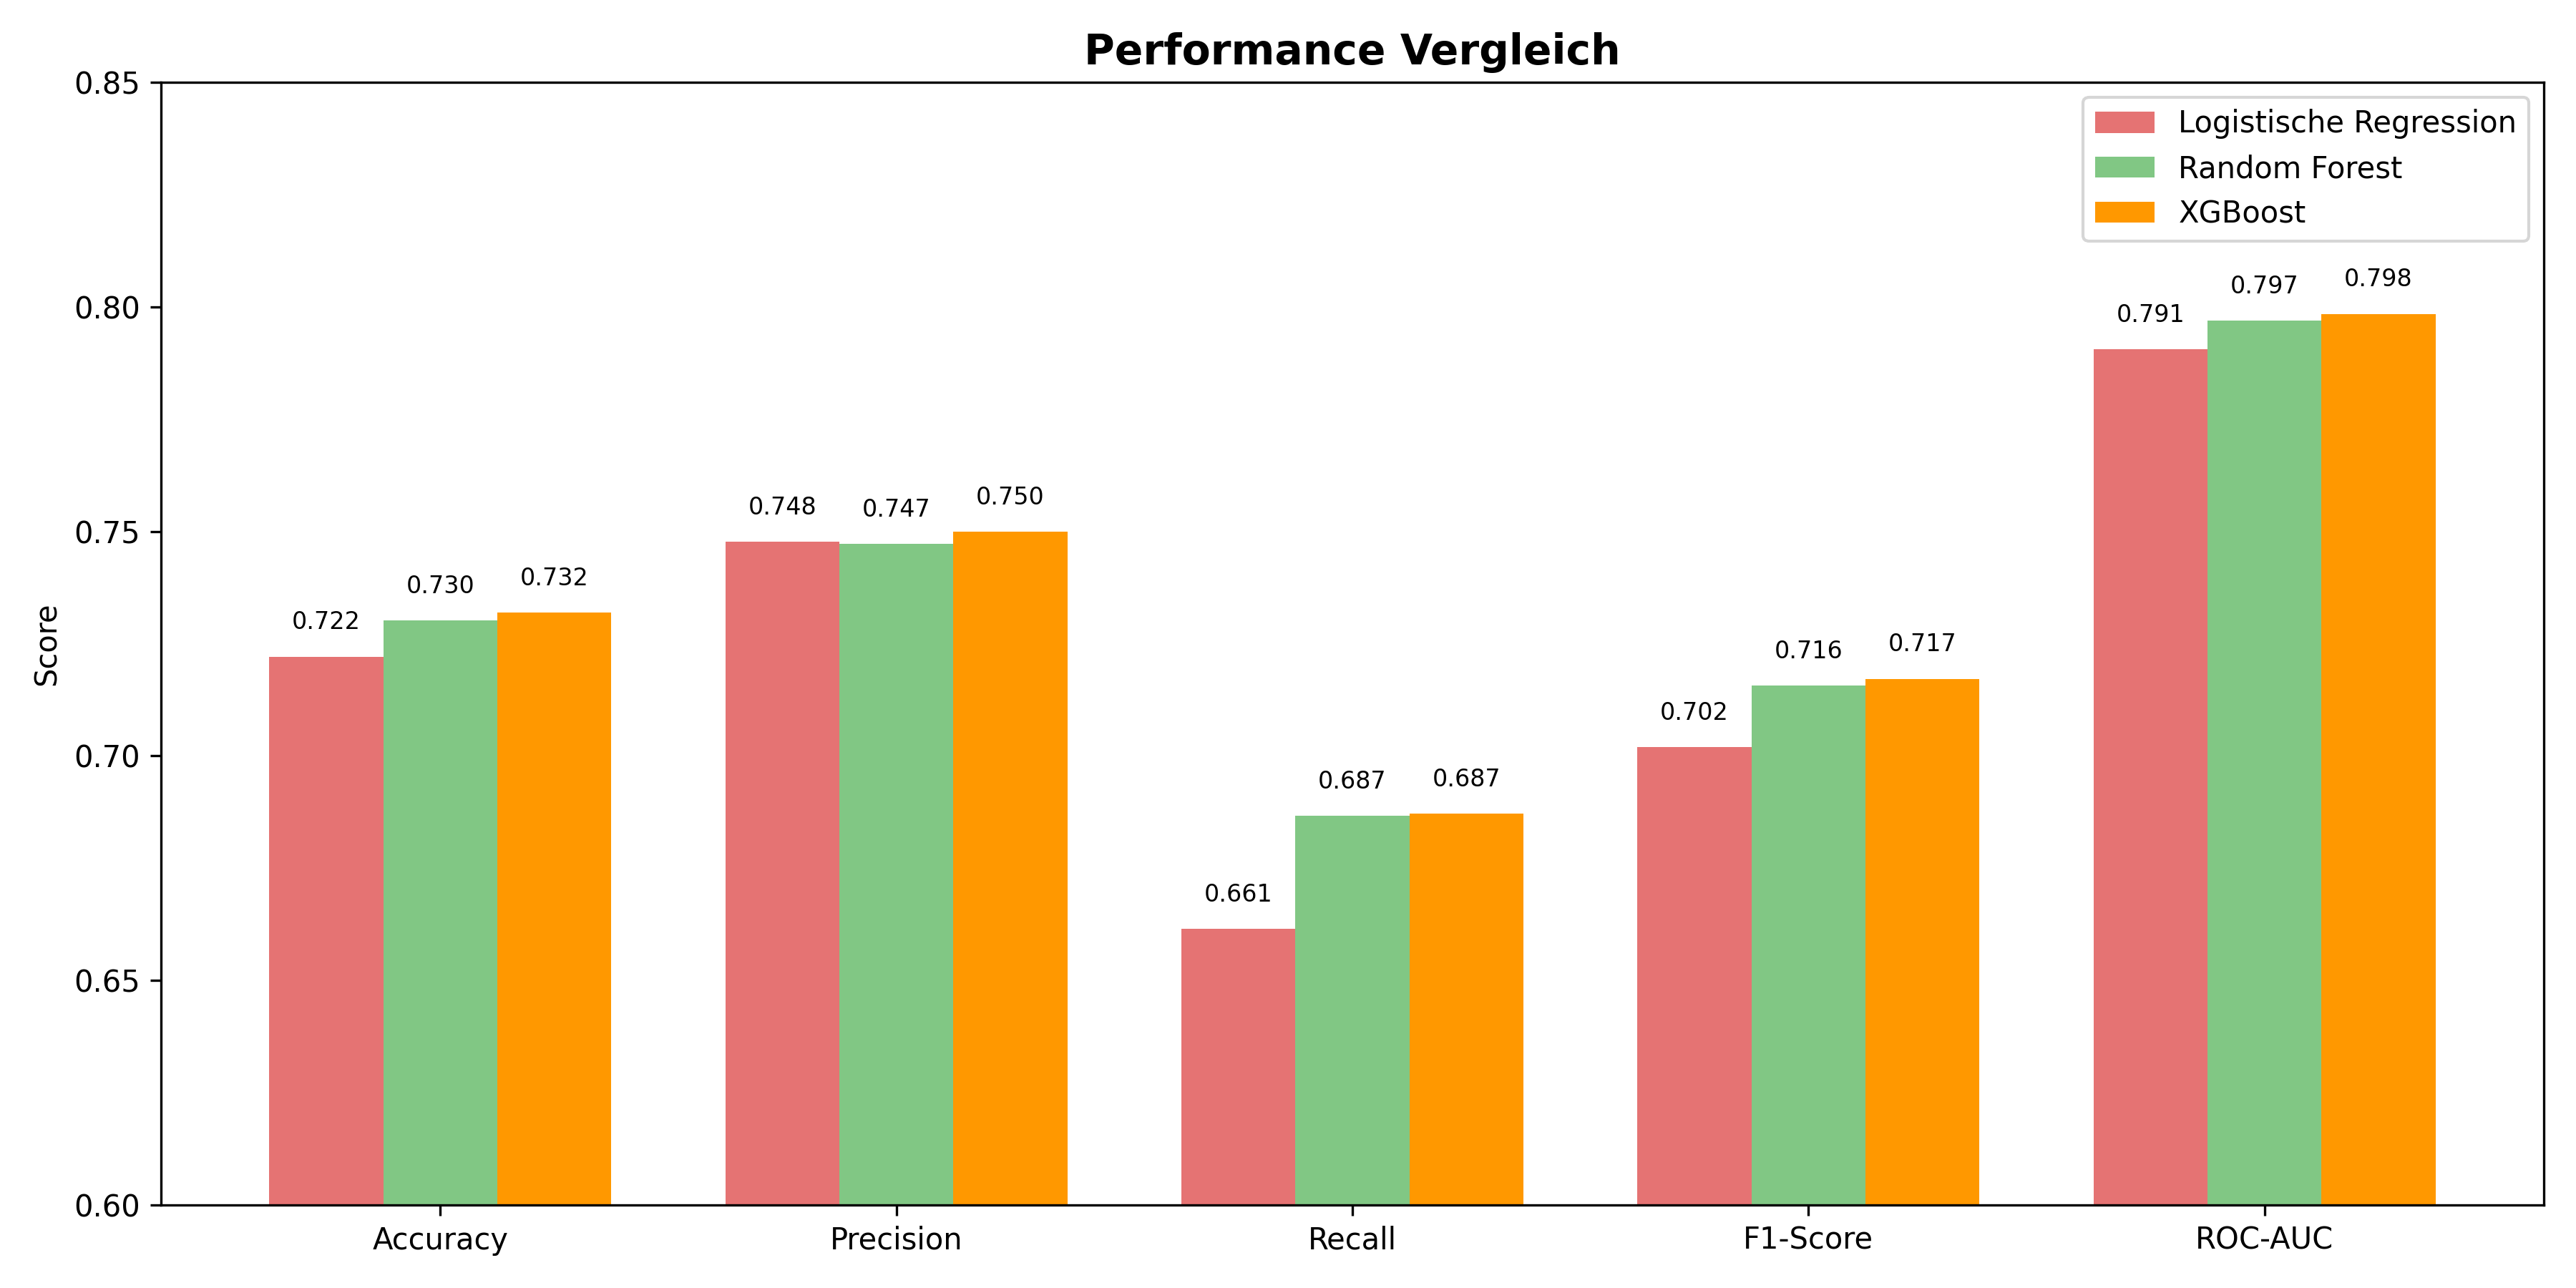 Performance Vergleich
0.85
0.80
0.75
0.70
0.65
0.60
Score
Logistische Regression
Random Forest
XGBoost
0.722
0.730
0.732
0.748
0.747
0.750
0.661
0.687
0.687
0.702
0.716
0.717
0.791
0.797
0.798
Accuracy
Precision
Recall
F1-Score
ROC-AUC